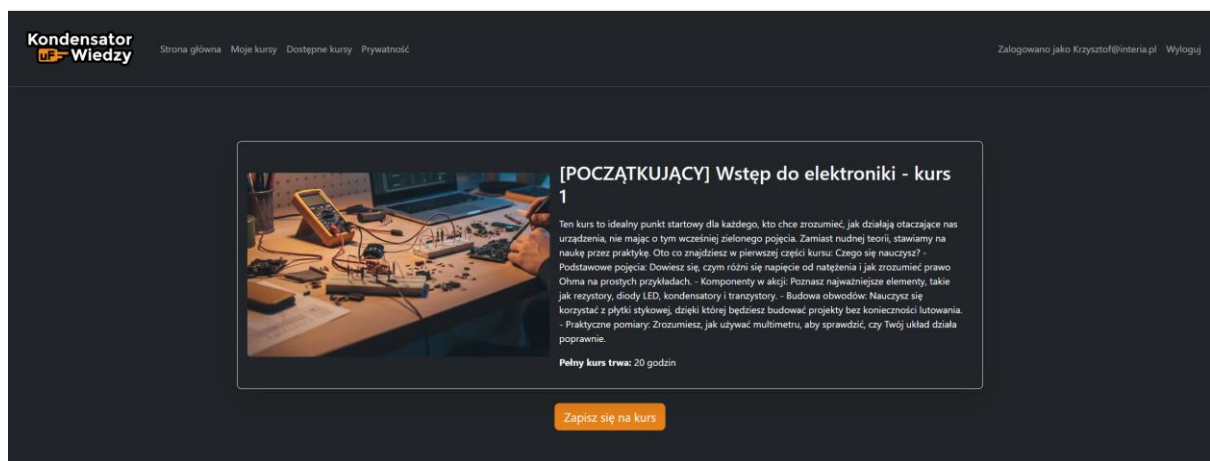 Kondensator
uF Wiedzy
Strona główna Moje kursy Dostępne kursy Prywatność
Zalogowano jako Krzysztof@interia.pl Wyloguj
[POCZĄTKUJĄCY] Wstęp do elektroniki - kurs
1
Ten kurs to idealny punkt startowy dla każdego, kto chce zrozumieć, jak działają otaczające nas
urządzenia, nie mając o tym wcześniej zielonego pojęcia. Zamiast nudnej teorii, stawiamy na
naukę przez praktykę. Oto co znajdziesz w pierwszej części kursu: Czego się nauczysz? -
Podstawowe pojęcia: Dowiesz się, czym różni się napięcie od natężenia i jak zrozumieć prawo
Ohma na prostych przykładach. - Komponenty w akcji: Poznasz najważniejsze elementy, takie
jak rezystory, diody LED, kondensatory i tranzystory. - Budowa obwodów: Nauczysz się
korzystać z płytki stykowej, dzięki której będziesz budować projekty bez konieczności lutowania.
- Praktyczne pomiary: Zrozumiesz, jak używać multimetru, aby sprawdzić, czy Twój układ działa
poprawnie.
Pełny kurs trwa: 20 godzin
Zapisz się na kurs